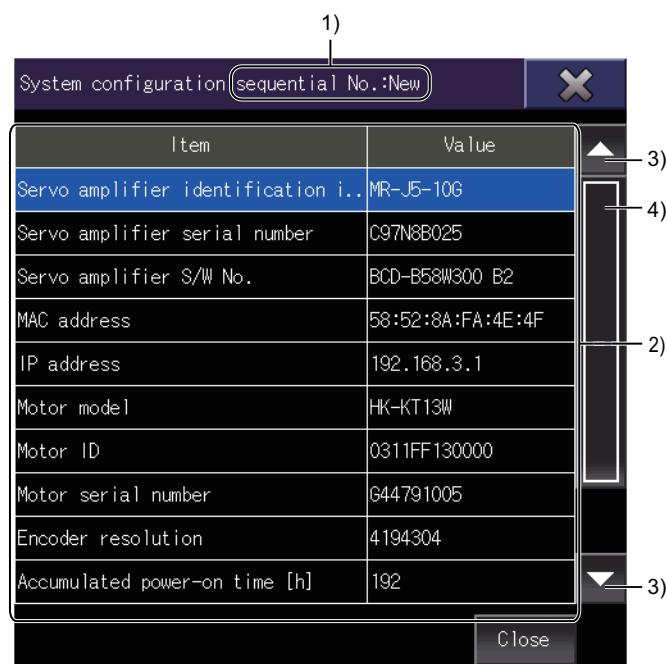 1)
System configuration sequential No.:New
Item Value
3)
Servo amplifier identification i.. MR-J5-10G
4)
Servo amplifier serial number C97N8B025
Servo amplifier S/W No. BCD-B58W300 B2
MAC address 58:52:8A:FA:4E:4F
2)
IP address 192.168.3.1
Motor model HK-KT13W
Motor ID 0311FF130000
Motor serial number G44791005
Encoder resolution 4194304
Accumulated power-on time [h] 192
3)
Close